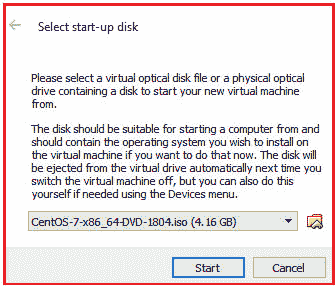 Select start-up disk
Please select a virtual optical disk file or a physical optical
drive containing a disk to start your new virtual machine
from.
The disk should be suitable for starting a computer from and
should contain the operating system you wish to install on
the virtual machine if you want to do that now. The disk will
be ejected from the virtual drive automatically next time you
switch the virtual machine off, but you can also do this
yourself if needed using the Devices menu.
CentOS-7-x86_64-DVD-1804.iso (4.16 GB)
Start
Cancel